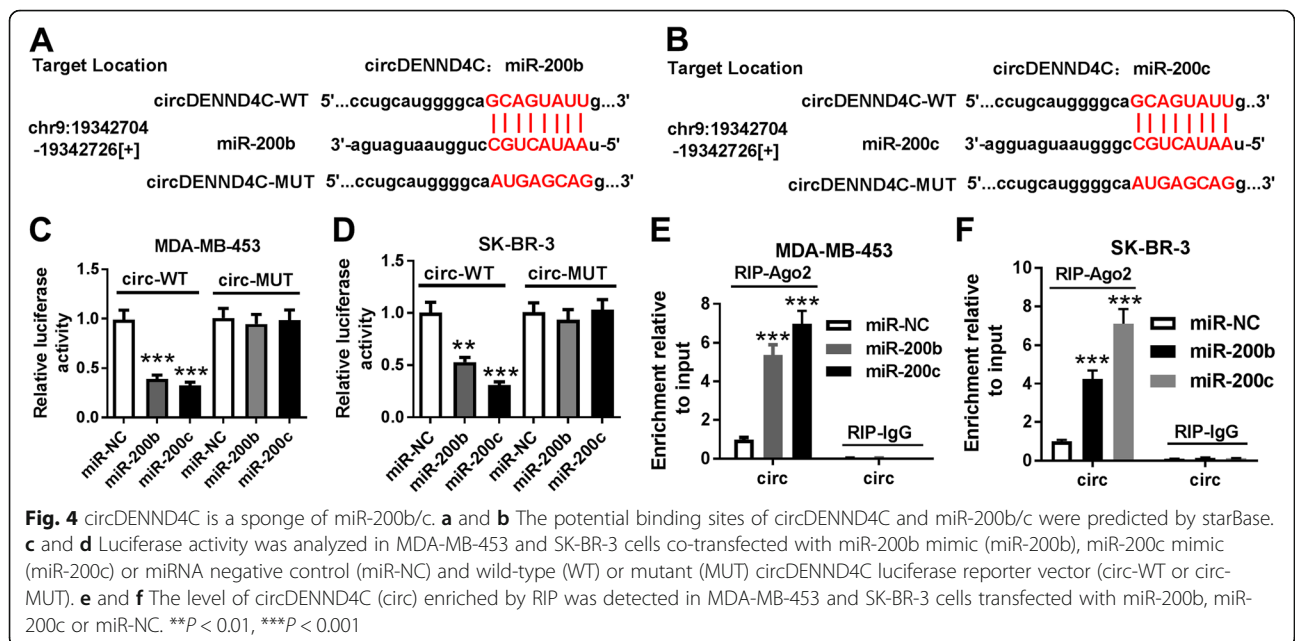 A
Target Location
circDENND4C： miR-200b
circDENND4C-WT 5'...ccugcauggggcaGCAGUAUUg...3'
chr9:19342704
-19342726[+]
miR-200b 3'-aguaguaauggucCGUCAUAAu-5'
circDENND4C-MUT 5'...ccugcauggggcaAUGAGCAGg...3'
B
Target Location
circDENND4C： miR-200c
circDENND4C-WT 5'...ccugcauggggcaGCAGUAUUg...3'
chr9:19342704
-19342726[+]
miR-200c 3'-agguaguaaugggcCGUCAUAAu-5'
circDENND4C-MUT 5'...ccugcauggggcaAUGAGCAGg...3'
C
MDA-MB-453
circ-WT circ-MUT
Relative luciferase
activity
1.5
1.0
0.5
0.0
*** ***
miR-NC miR-200b miR-200c miR-NC miR-200b miR-200c
D
SK-BR-3
circ-WT circ-MUT
Relative luciferase
activity
1.5
1.0
0.5
0.0
** ***
miR-NC miR-200b miR-200c miR-NC miR-200b miR-200c
E
MDA-MB-453
RIP-Ago2
Enrichment relative
to input
8
6
4
2
0
*** ***
miR-NC
miR-200b
miR-200c
RIP-IgG
circ circ
F
SK-BR-3
RIP-Ago2
Enrichment relative
to input
10
8
6
4
2
0
*** ***
miR-NC
miR-200b
miR-200c
RIP-IgG
circ circ
Fig. 4 circDENND4C is a sponge of miR-200b/c. a and b The potential binding sites of circDENND4C and miR-200b/c were predicted by starBase.
c and d Luciferase activity was analyzed in MDA-MB-453 and SK-BR-3 cells co-transfected with miR-200b mimic (miR-200b), miR-200c mimic
(miR-200c) or miRNA negative control (miR-NC) and wild-type (WT) or mutant (MUT) circDENND4C luciferase reporter vector (circ-WT or circ-
MUT). e and f The level of circDENND4C (circ) enriched by RIP was detected in MDA-MB-453 and SK-BR-3 cells transfected with miR-200b, miR-
200c or miR-NC. **P < 0.01, ***P < 0.001